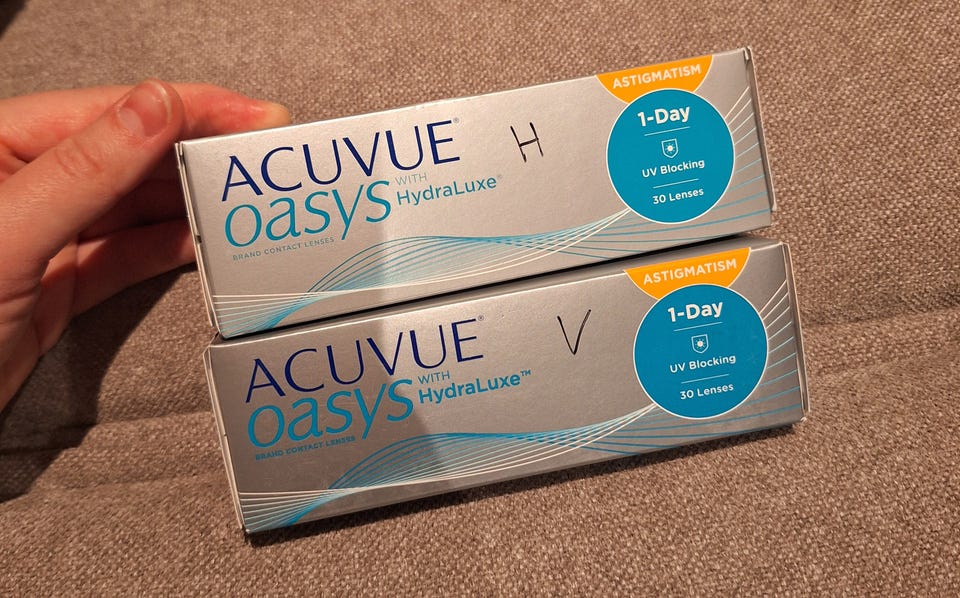 ASTIGMATISM
ACUVUE® H
1-Day
oasys WITH HydraLuxe®
UV Blocking
30 Lenses
BRAND CONTACT LENSES
ASTIGMATISM
ACUVUE® V
1-Day
oasys WITH HydraLuxe™
UV Blocking
30 Lenses
BRAND CONTACT LENSES